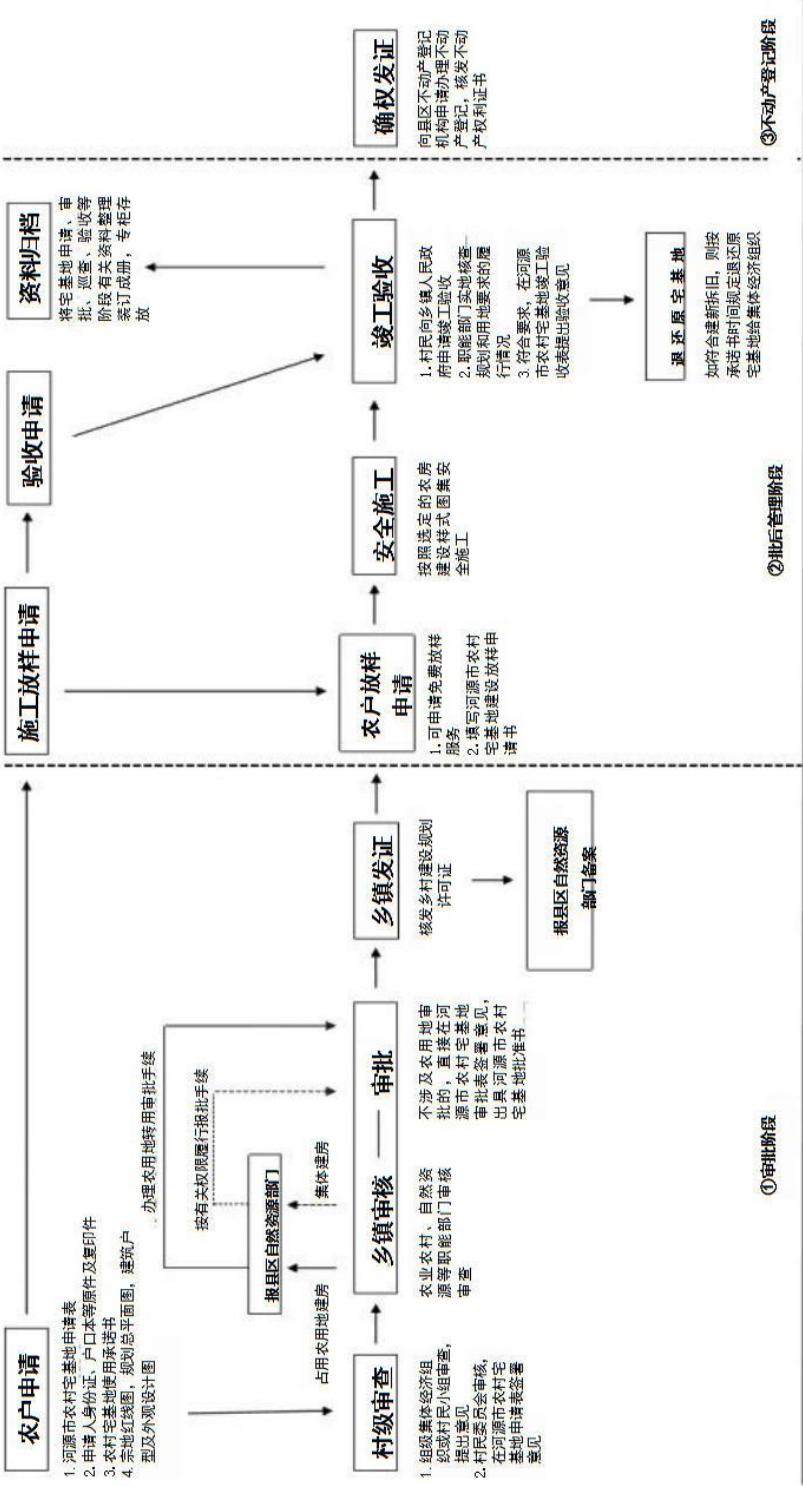 农户申请
1. 河源市农村宅基地申请表
2. 申请人身份证、户口本等原件及复印件
3. 农村宅基地使用承诺书
4. 宗地红线图，规划总平面图，建筑户
型及外观设计图
施工放样申请
验收申请
资料归档
将宅基地申请、审
批、巡查、验收等
阶段有关资料整理
装订成册，专柜存
放
办理农用地转用审批手续
按有关权限履行报批手续
报县区自然资源部门
占用农用地建房
集体建房
村级审查
1. 组级集体经济组
织或村民小组审查，
提出意见
2. 村民委员会审核，
在河源市农村宅
基地申请表签署
意见
乡镇审核 — 审批
农业农村、自然资
源等职能部门审核
审查
不涉及农用地审
批的，直接在河
源市农村宅基地
审批表签署意见，
出具河源市农村
宅基地批准书
乡镇发证
核发乡村建设规划
许可证
报县区自然资源
部门备案
农户放样
申请
1. 可申请免费放样
服务
2. 填写河源市农村
宅基地建设放样申
请书
安全施工
按照选定的农房
建设样式图集安
全施工
竣工验收
1. 村民向乡镇人民政
府申请竣工验收
2. 职能部门实地核查
规划和用地要求的履
行情况
3. 符合要求，在河源
市农村宅基地竣工验
收表提出验收意见
退还原宅基地
如符合建新拆旧，则按
承诺书时间规定退还原
宅基地给集体经济组织
确权发证
向县区不动产登记
机构申请办理不动
产登记，核发不动
产权利证书
①审批阶段
②批后管理阶段
③不动产登记阶段